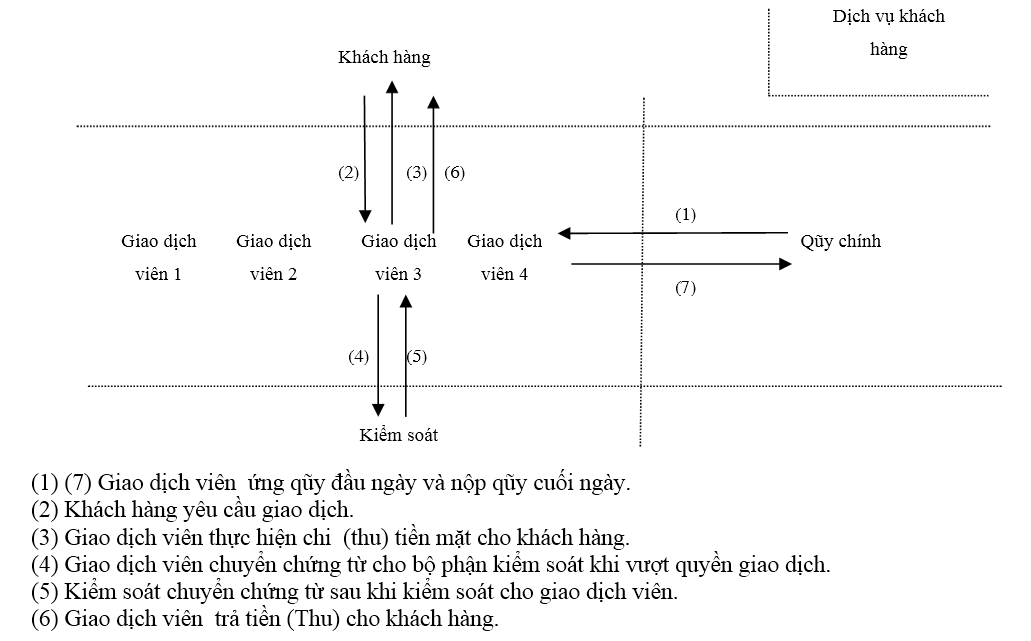 Dịch vụ khách
hàng
Khách hàng
(2)
(3)
(6)
(1)
Giao dịch
viên 1
Giao dịch
viên 2
Giao dịch
viên 3
Giao dịch
viên 4
Qũy chính
(7)
(4)
(5)
Kiểm soát
(1) (7) Giao dịch viên ứng qũy đầu ngày và nộp qũy cuối ngày.
(2) Khách hàng yêu cầu giao dịch.
(3) Giao dịch viên thực hiện chi (thu) tiền mặt cho khách hàng.
(4) Giao dịch viên chuyển chứng từ cho bộ phận kiểm soát khi vượt quyền giao dịch.
(5) Kiểm soát chuyển chứng từ sau khi kiểm soát cho giao dịch viên.
(6) Giao dịch viên trả tiền (Thu) cho khách hàng.